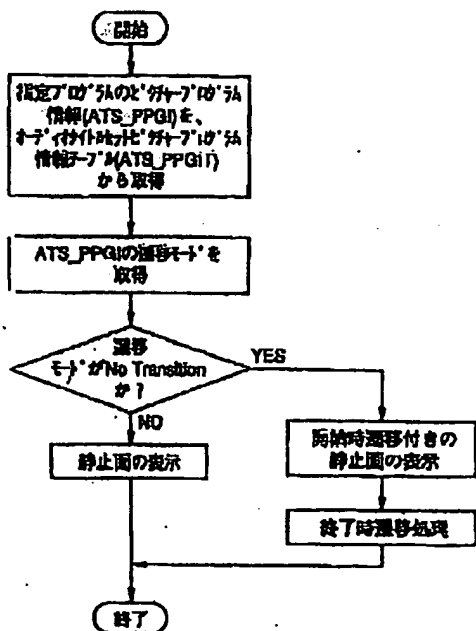 開始
指定プログラムのピクチャープログラム
情報(ATS_PPGI)を、
オーディオタイトルセットピクチャープログラム
情報テーブル(ATS_PPGIT)
から取得
ATS_PPGIの遷移モードを
取得
遷移
モードがNo Transition
か?
YES
NO
静止画の表示
開始時遷移付きの
静止画の表示
終了時遷移処理
終了